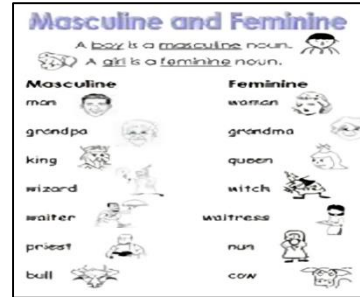 Masculine and Feminine
A boy is a masculine noun.
A girl is a feminine noun.
Masculine Feminine
man woman
grandpa grandma
king queen
wizard witch
waiter waitress
priest nun
bull cow